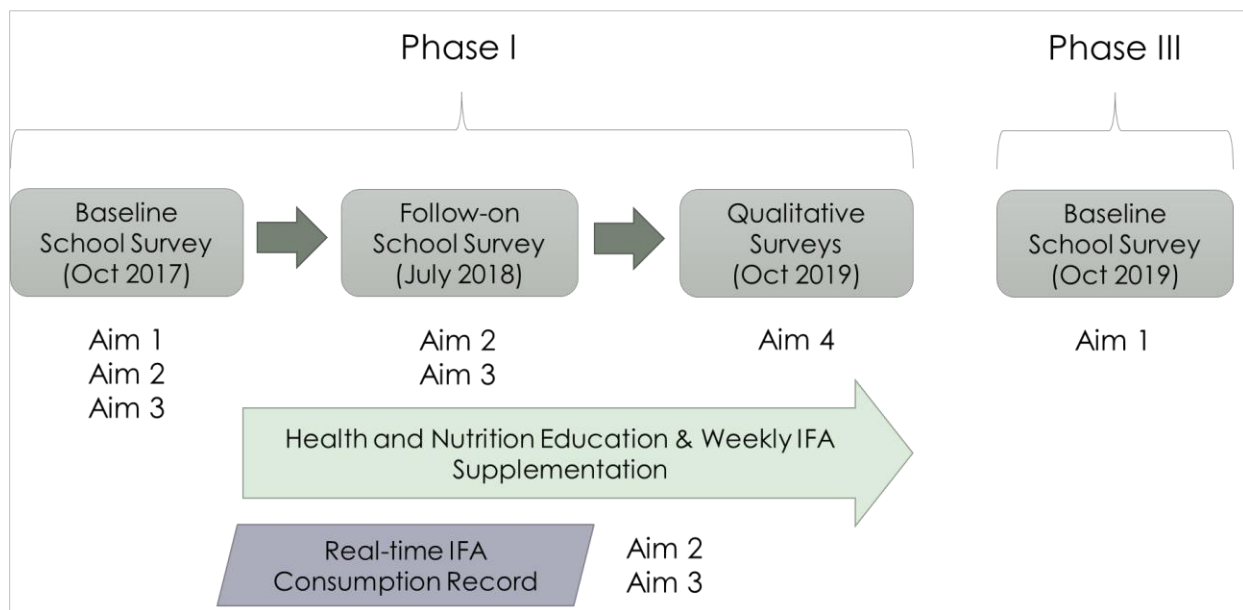 Phase I
Phase III
Baseline
School Survey
(Oct 2017)
Follow-on
School Survey
(July 2018)
Qualitative
Surveys
(Oct 2019)
Baseline
School Survey
(Oct 2019)
Aim 1
Aim 2
Aim 3
Aim 2
Aim 3
Aim 4
Aim 1
Health and Nutrition Education & Weekly IFA
Supplementation
Real-time IFA
Consumption Record
Aim 2
Aim 3